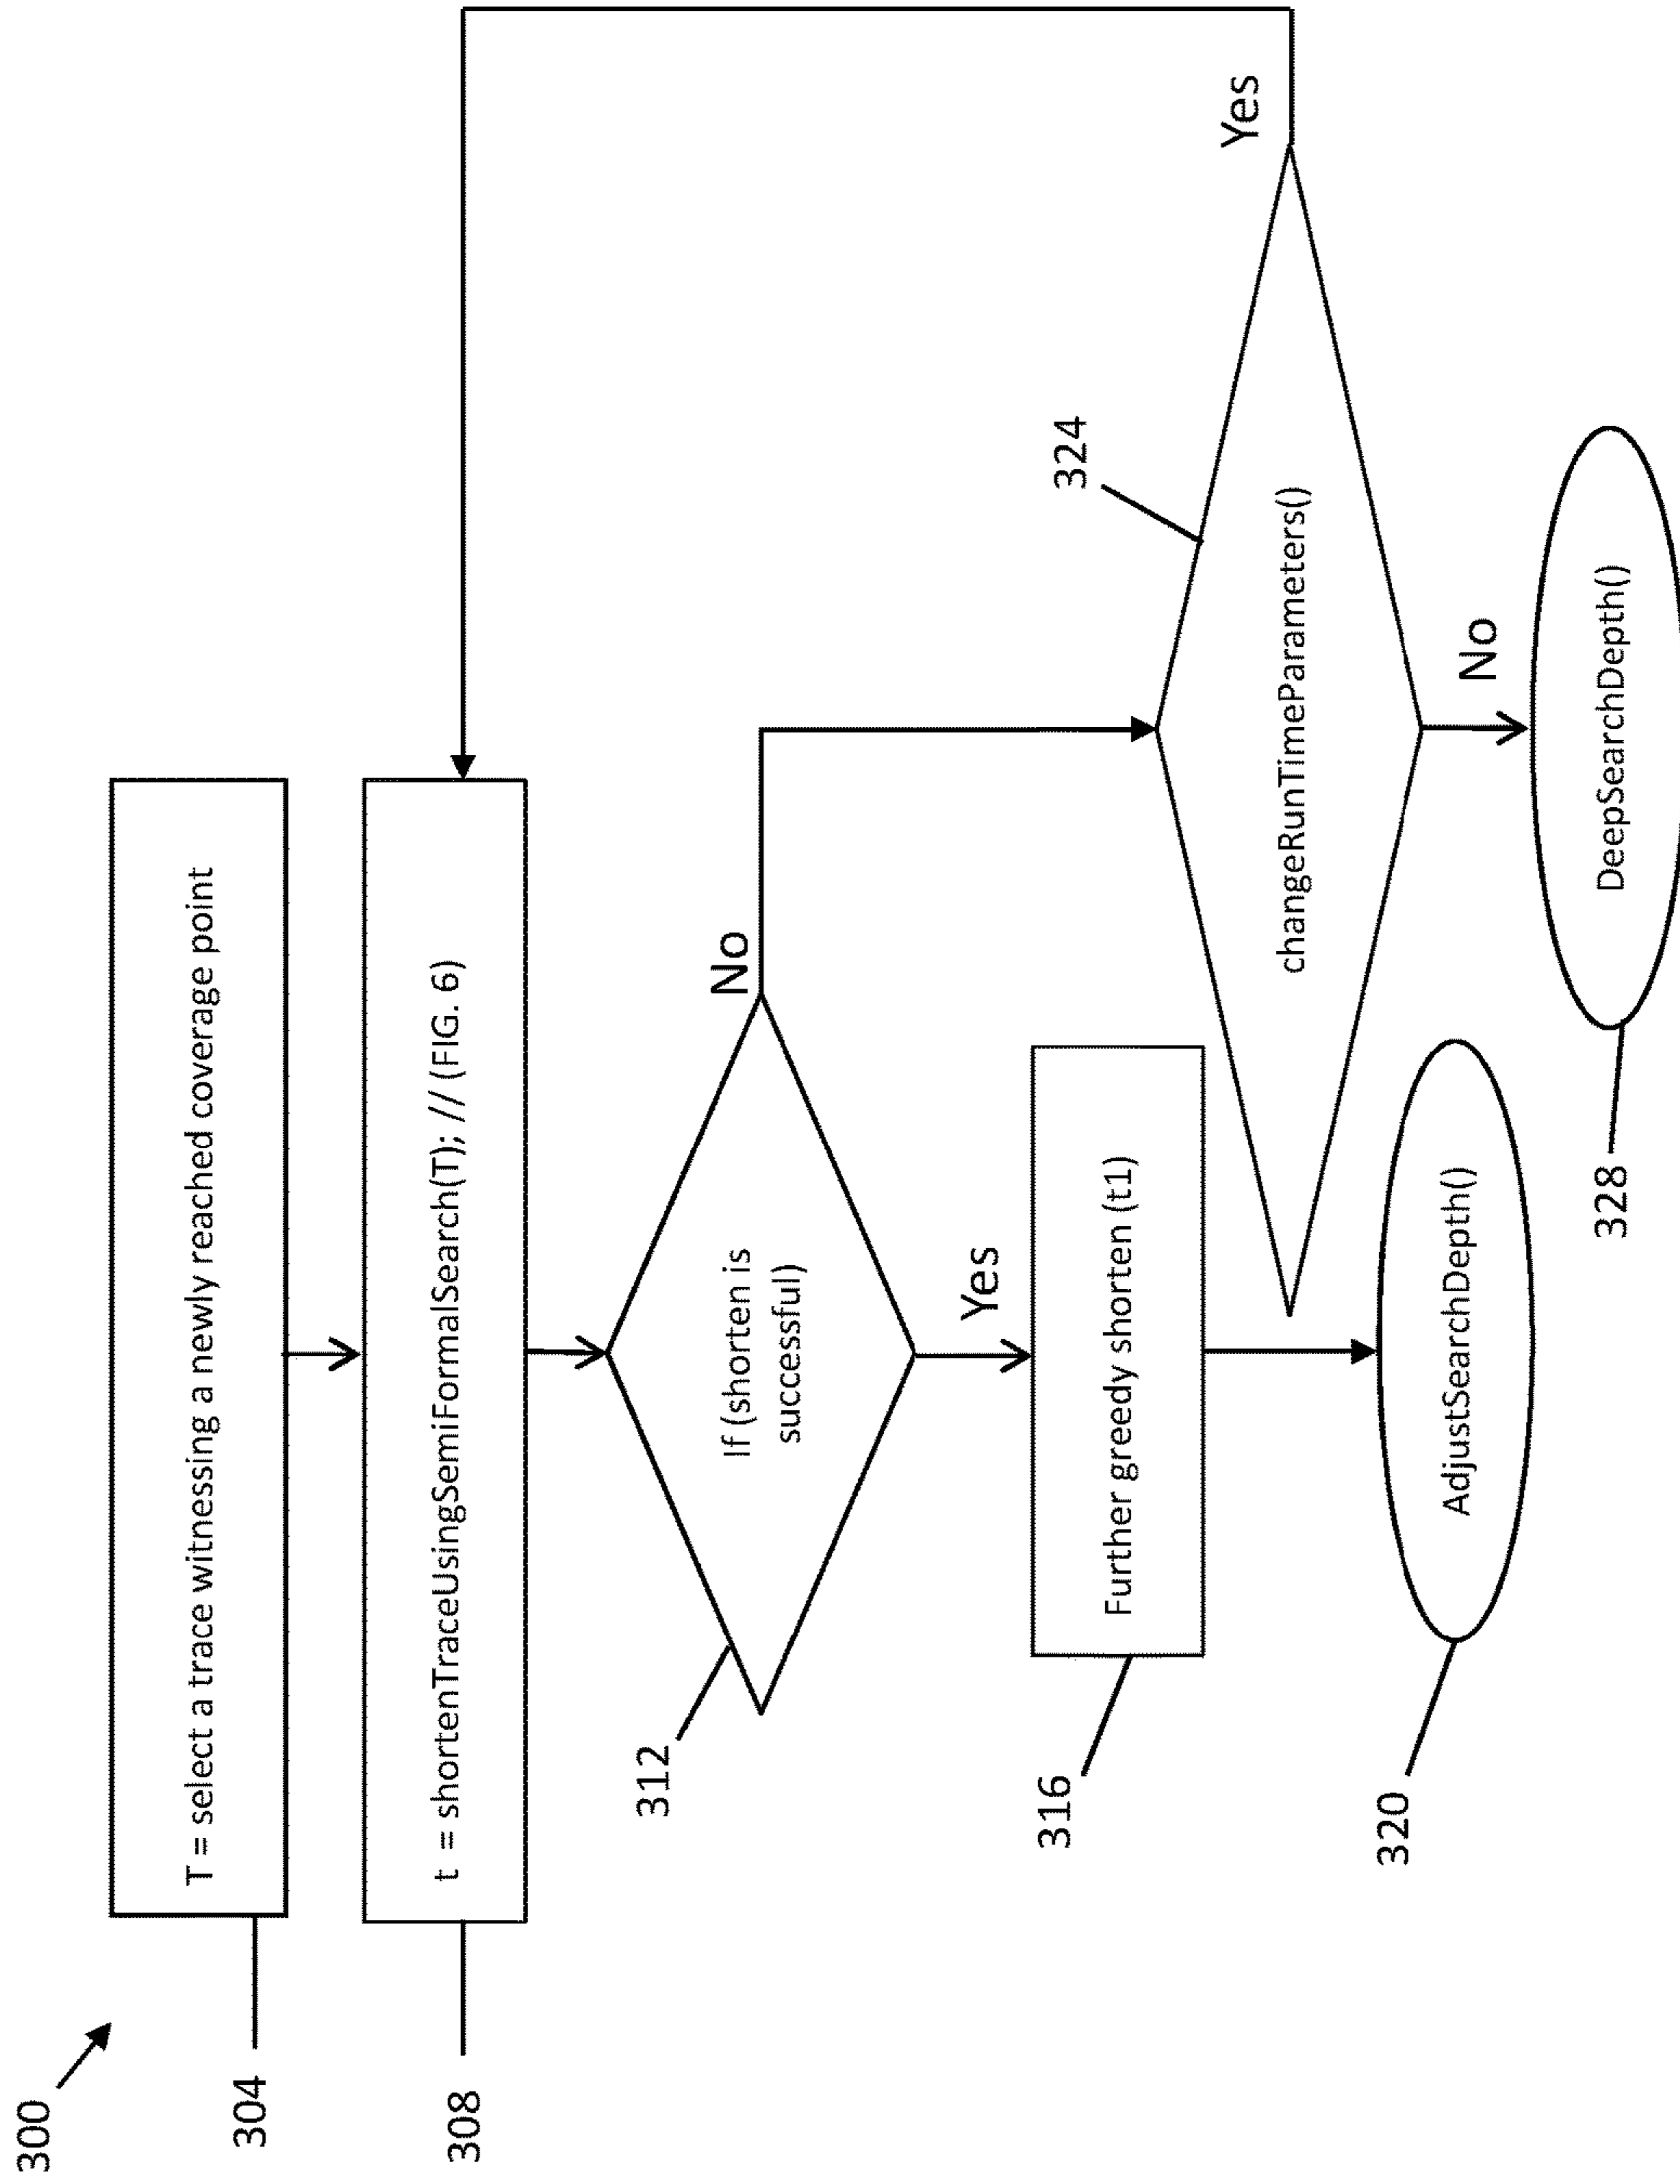 300
304
T = select a trace witnessing a newly reached coverage point
308
t = shortenTraceUsingSemiFormalSearch(T); // (FIG. 6)
312
If (shorten is
successful)
No
Yes
316
Further greedy shorten (t1)
324
changeRunTimeParameters()
Yes
No
320
AdjustSearchDepth()
328
DeepSearchDepth()